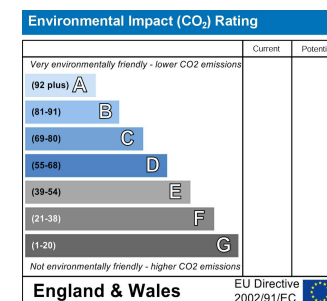 Environmental Impact (CO₂) Rating
Current Potenti
Very environmentally friendly - lower CO2 emissions
(92 plus) A
(81-91) B
(69-80) C
(55-68) D
(39-54) E
(21-38) F
(1-20) G
Not environmentally friendly - higher CO2 emissions
England & Wales
EU Directive
2002/91/EC